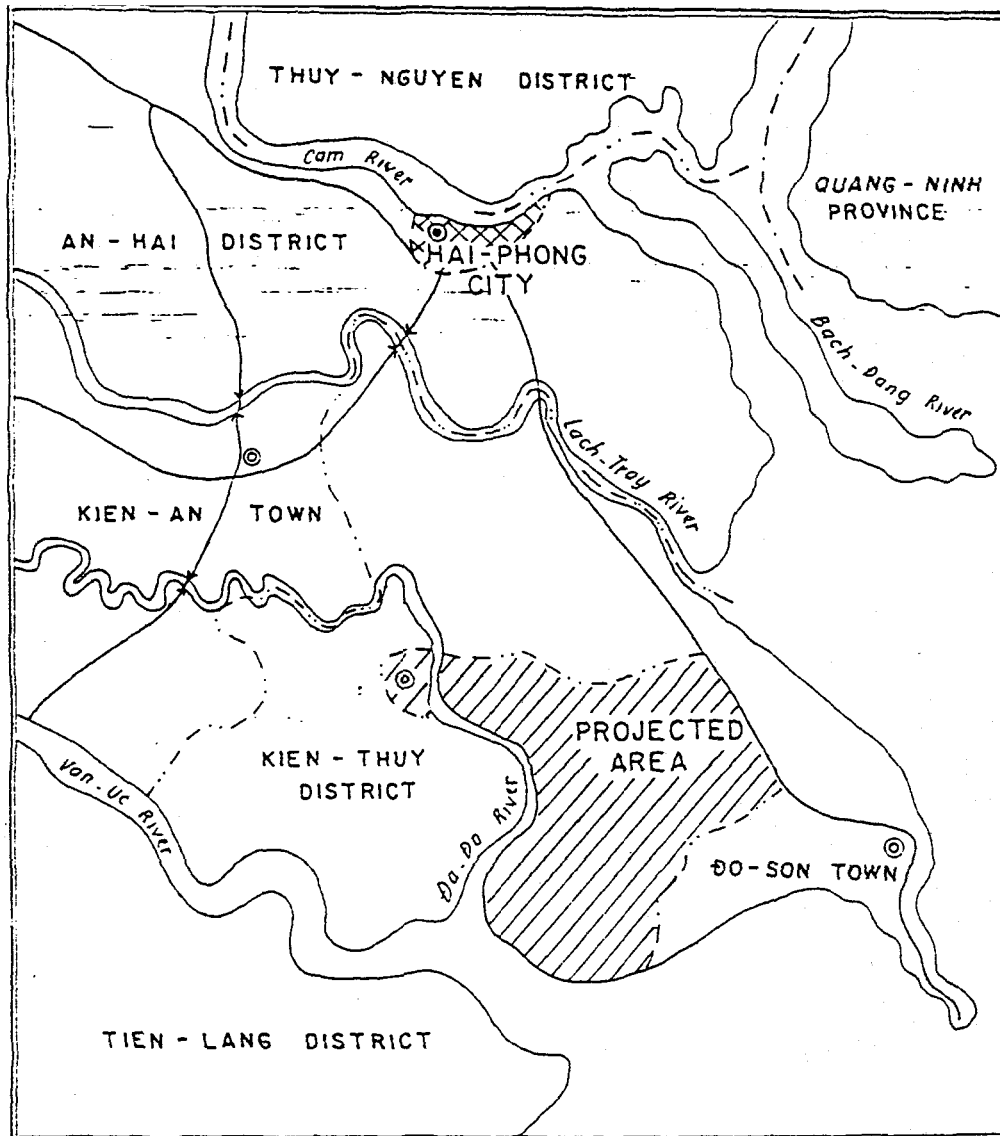 THUY - NGUYEN DISTRICT
Cam River
QUANG - NINH
PROVINCE
AN - HAI DISTRICT
HAI - PHONG
CITY
Bach - Dang River
Lach - Tray River
KIEN - AN TOWN
PROJECTED
AREA
KIEN - THUY
DISTRICT
Van - Uc River
Đa - Đo River
ĐO - SON TOWN
TIEN - LANG DISTRICT